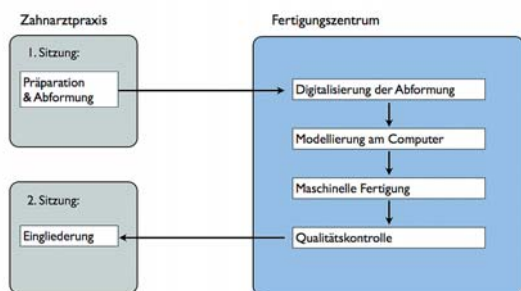 Zahnarztpraxis
1. Sitzung:
Präparation
& Abformung
2. Sitzung:
Eingliederung
Fertigungszentrum
Digitalisierung der Abformung
Modellierung am Computer
Maschinelle Fertigung
Qualitätskontrolle